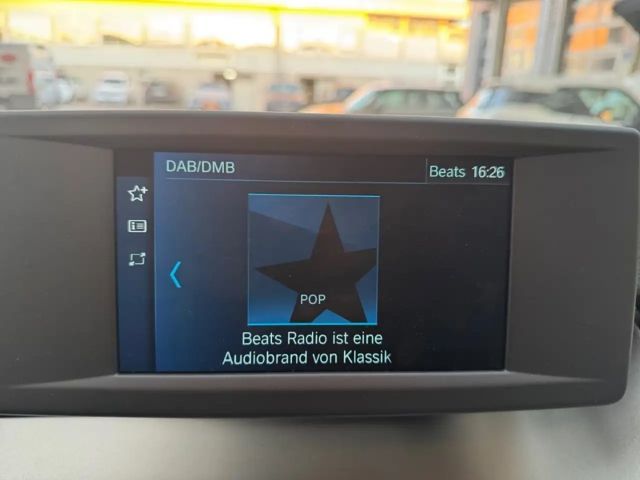 DAB/DMB
Beats 16:26
POP
Beats Radio ist eine
Audiobrand von Klassik